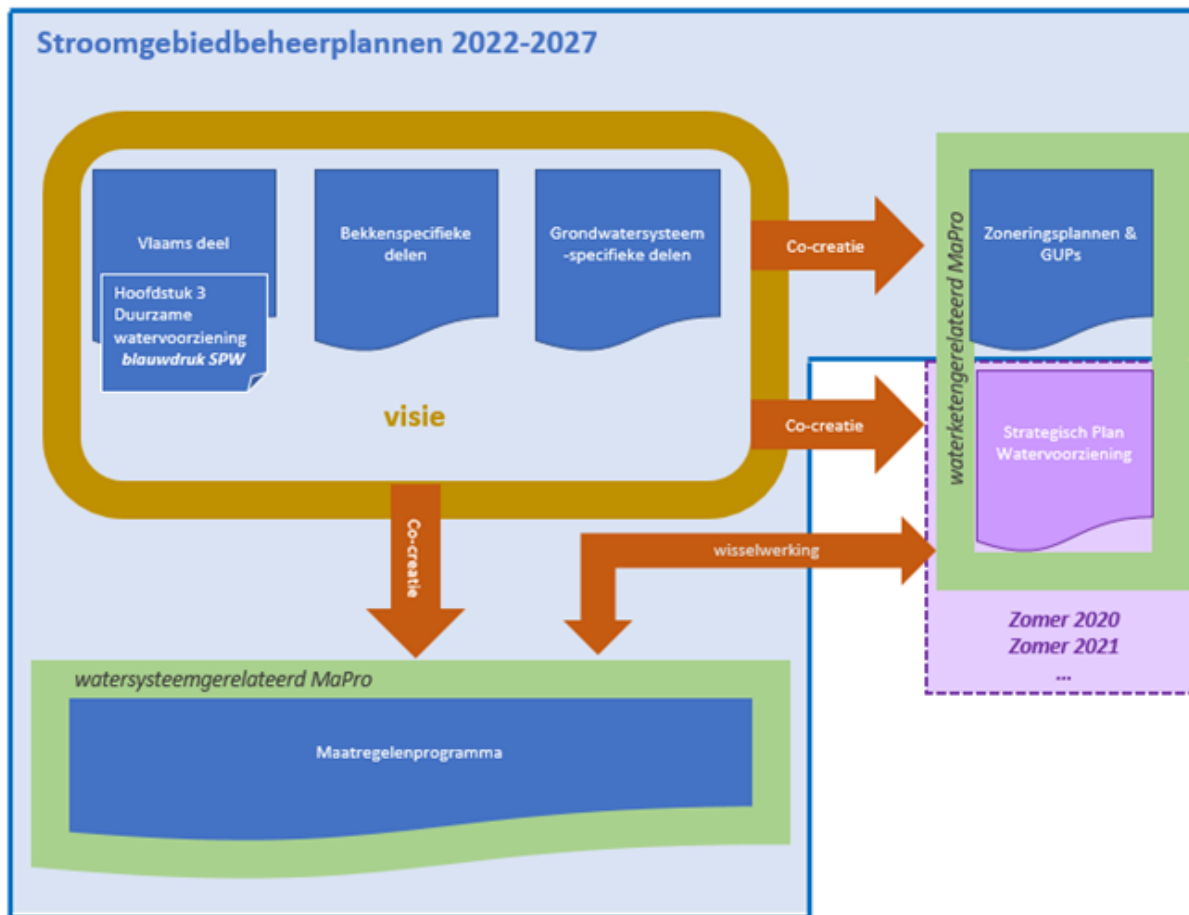 Stroomgebiedbeheerplannen 2022-2027
Vlaams deel
Hoofdstuk 3
Duurzame
watervoorziening
blauwdruk SPW
Bekkenspecifieke
delen
Grondwatersysteem
-specifieke delen
visie
Co-creatie
Co-creatie
Co-creatie
wisselwerking
waterketengerelateerd MaPro
Zoneringsplannen &
GUPs
Strategisch Plan
Watervoorziening
Zomer 2020
Zomer 2021
...
watersysteemgerelateerd MaPro
Maatregelenprogramma